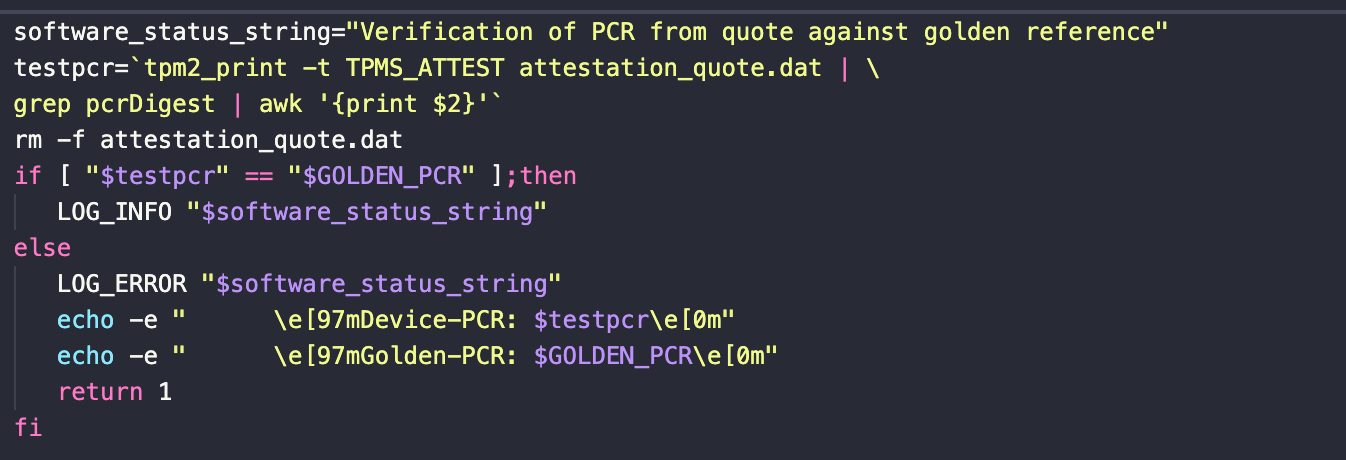 software_status_string="Verification of PCR from quote against golden reference"
testpcr=`tpm2_print -t TPMS_ATTEST attestation_quote.dat | \
grep pcrDigest | awk '{print $2}'`
rm -f attestation_quote.dat
if [ "$testpcr" == "$GOLDEN_PCR" ];then
   LOG_INFO "$software_status_string"
else
   LOG_ERROR "$software_status_string"
   echo -e "      \e[97mDevice-PCR: $testpcr\e[0m"
   echo -e "      \e[97mGolden-PCR: $GOLDEN_PCR\e[0m"
   return 1
fi